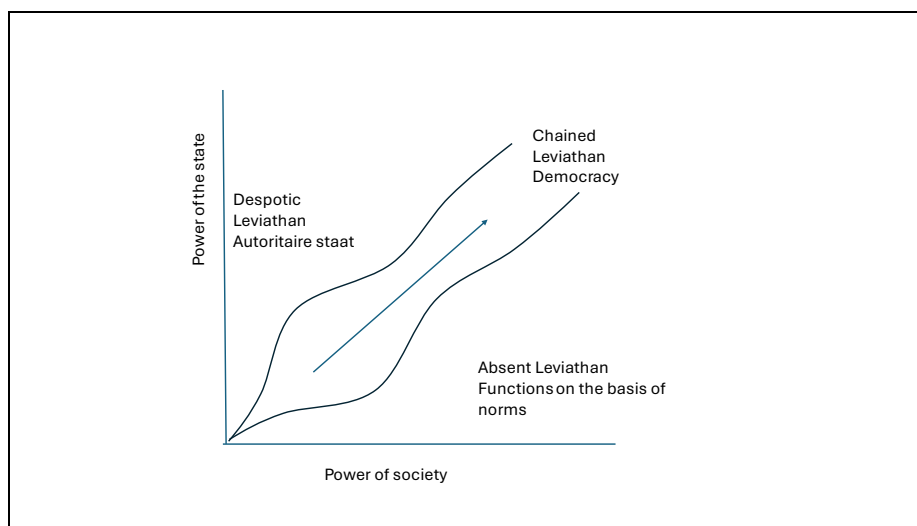 Power of the state
Chained
Leviathan
Democracy
Despotic
Leviathan
Autoritaire staat
Absent Leviathan
Functions on the basis of
norms
Power of society